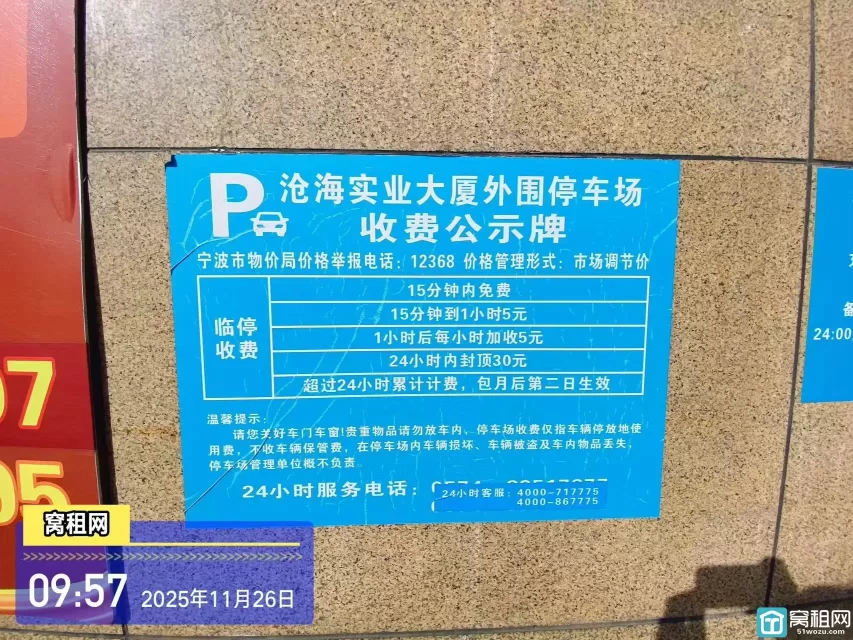 P
沧海实业大厦外围停车场
收费公示牌
宁波市物价局价格举报电话：12368 价格管理形式：市场调节价
临停
收费
15分钟内免费
15分钟到1小时5元
1小时后每小时加收5元
24小时内封顶30元
超过24小时累计计费，包月后第二日生效
温馨提示：
请您关好车门车窗!贵重物品请勿放车内、停车场收费仅指车辆停放地使
用费，不收车辆保管费，在停车场内车辆损坏、车辆被盗及车内物品丢失，
停车场管理单位概不负责。
24小时服务电话：
24小时客服：4000-717775
4000-867775
备
24:00
07
05
窝租网
09:57 2025年11月26日
窝租网
51wozu.com